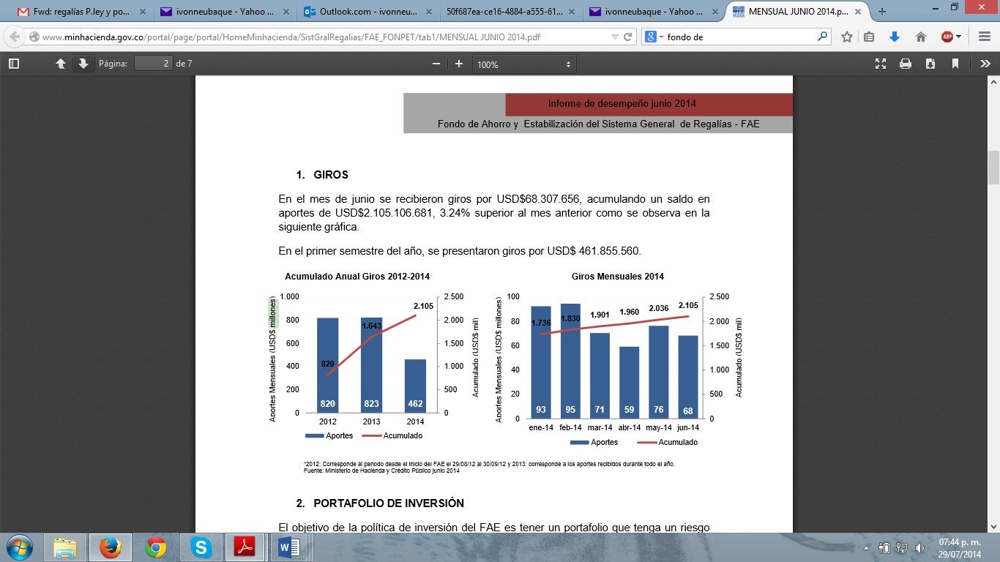 Fwd: regalías P.ley y po...
ivonneubaque - Yahoo ...
Outlook.com - ivonneu...
50f687ea-ce16-4884-a555-61...
ivonneubaque - Yahoo ...
MENSUAL JUNIO 2014.p...
www.minhacienda.gov.co/portal/page/portal/HomeMinhacienda/SistGralRegalias/FAE_FONPET/tab1/MENSUAL JUNIO 2014.pdf
fondo de
ABP
Página: 2 de 7
100%
Informe de desempeño junio 2014
Fondo de Ahorro y Estabilización del Sistema General de Regalías - FAE
1. GIROS
En el mes de junio se recibieron giros por USD$68.307.656, acumulando un saldo en
aportes de USD$2.105.106.681, 3.24% superior al mes anterior como se observa en la
siguiente gráfica.
En el primer semestre del año, se presentaron giros por USD$ 461.855.560.
Acumulado Anual Giros 2012-2014
Aportes Mensuales (USD$ millones)
1.000
800
600
400
200
0
820
1.643
2.105
820
823
462
2.500
2.000
1.500
1.000
500
0
Acumulado (USD$ mil)
2012
2013
2014
Aportes
Acumulado
Giros Mensuales 2014
Aportes Mensuales (USD$ millones)
100
80
60
40
20
0
1.736
1.830
1.901
1.960
2.036
2.105
93
95
71
59
76
68
2.500
2.000
1.500
1.000
500
0
Acumulado (USD$ mil)
ene-14
feb-14
mar-14
abr-14
may-14
jun-14
Aportes
Acumulado
*2012: Corresponde al periodo desde el inicio del FAE el 29/08/12 al 30/09/12 y 2013: corresponde a los aportes recibidos durante todo el año.
Fuente: Ministerio de Hacienda y Crédito Público junio 2014
2. PORTAFOLIO DE INVERSIÓN
El objetivo de la política de inversión del FAE es tener un portafolio que tenga un riesgo
07:44 p. m.
29/07/2014